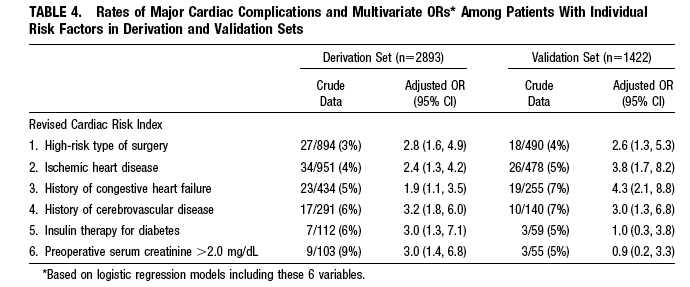 TABLE 4. Rates of Major Cardiac Complications and Multivariate ORs* Among Patients With Individual
Risk Factors in Derivation and Validation Sets
Derivation Set (n=2893) Validation Set (n=1422)
Crude Adjusted OR Crude Adjusted OR
Data (95% CI) Data (95% CI)
Revised Cardiac Risk Index
1. High-risk type of surgery 27/894 (3%) 2.8 (1.6, 4.9) 18/490 (4%) 2.6 (1.3, 5.3)
2. Ischemic heart disease 34/951 (4%) 2.4 (1.3, 4.2) 26/478 (5%) 3.8 (1.7, 8.2)
3. History of congestive heart failure 23/434 (5%) 1.9 (1.1, 3.5) 19/255 (7%) 4.3 (2.1, 8.8)
4. History of cerebrovascular disease 17/291 (6%) 3.2 (1.8, 6.0) 10/140 (7%) 3.0 (1.3, 6.8)
5. Insulin therapy for diabetes 7/112 (6%) 3.0 (1.3, 7.1) 3/59 (5%) 1.0 (0.3, 3.8)
6. Preoperative serum creatinine >2.0 mg/dL 9/103 (9%) 3.0 (1.4, 6.8) 3/55 (5%) 0.9 (0.2, 3.3)
*Based on logistic regression models including these 6 variables.